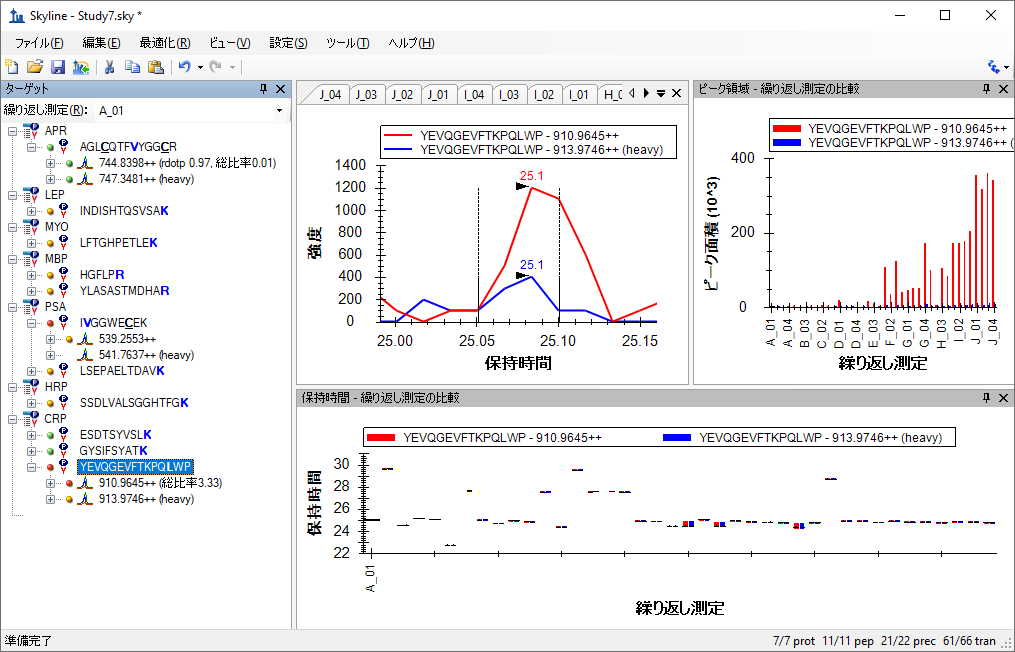 Skyline - Study7.sky *
ファイル(F) 編集(E) 最適化(R) ビュー(V) 設定(S) ツール(T) ヘルプ(H)
ターゲット
繰り返し測定(R): A_01
APR
AGLCQTFVYGGCR
744.8398++ (rdotp 0.97, 総比率0.01)
747.3481++ (heavy)
LEP
INDISHTQSVSAK
MYO
LFTGHPETLEK
MBP
HGFLPR
YLASASTMDHAR
PSA
IVGGWECEK
539.2553++
541.7637++ (heavy)
LSEPAELTDAVK
HRP
SSDLVALSGGHTFGK
CRP
ESDTSYVSLK
GYSIFSYATK
YEVQGEVFTKPQLWP
910.9645++ (総比率3.33)
913.9746++ (heavy)
J_04 J_03 J_02 J_01 I_04 I_03 I_02 I_01 H_0
YEVQGEVFTKPQLWP - 910.9645++
YEVQGEVFTKPQLWP - 913.9746++ (heavy)
1400
1200
1000
800
600
400
200
0
強度
25.1
25.1
25.00 25.05 25.10 25.15
保持時間
ピーク領域 - 繰り返し測定の比較
YEVQGEVFTKPQLWP - 910.9645++
YEVQGEVFTKPQLWP - 913.9746++ (
400
200
0
ピーク面積 (10^3)
A_01 A_04 B_03 C_02 D_01 D_04 E_03 F_02 G_01 G_04 H_03 I_02 J_01 J_04
繰り返し測定
保持時間 - 繰り返し測定の比較
YEVQGEVFTKPQLWP - 910.9645++ YEVQGEVFTKPQLWP - 913.9746++ (heavy)
30
28
26
24
22
保持時間
A_01
繰り返し測定
準備完了 7/7 prot 11/11 pep 21/22 prec 61/66 tran